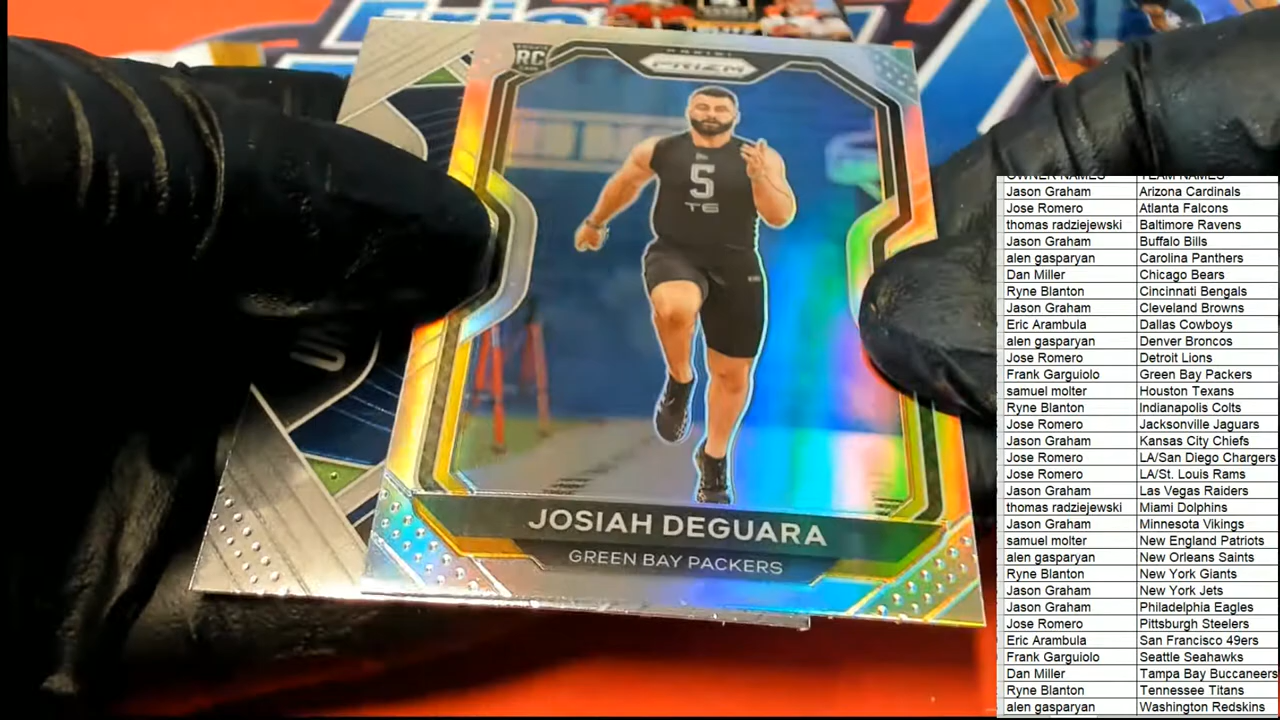 RC
PANINI
PRIZM
5
TE
JOSIAH DEGUARA
GREEN BAY PACKERS
OWNER NAMES TEAM NAMES
Jason Graham Arizona Cardinals
Jose Romero Atlanta Falcons
thomas radziejewski Baltimore Ravens
Jason Graham Buffalo Bills
alen gasparyan Carolina Panthers
Dan Miller Chicago Bears
Ryne Blanton Cincinnati Bengals
Jason Graham Cleveland Browns
Eric Arambula Dallas Cowboys
alen gasparyan Denver Broncos
Jose Romero Detroit Lions
Frank Garguiolo Green Bay Packers
samuel molter Houston Texans
Ryne Blanton Indianapolis Colts
Jose Romero Jacksonville Jaguars
Jason Graham Kansas City Chiefs
Jose Romero LA/San Diego Chargers
Jose Romero LA/St. Louis Rams
Jason Graham Las Vegas Raiders
thomas radziejewski Miami Dolphins
Jason Graham Minnesota Vikings
samuel molter New England Patriots
alen gasparyan New Orleans Saints
Ryne Blanton New York Giants
Jason Graham New York Jets
Jason Graham Philadelphia Eagles
Jose Romero Pittsburgh Steelers
Eric Arambula San Francisco 49ers
Frank Garguiolo Seattle Seahawks
Dan Miller Tampa Bay Buccaneers
Ryne Blanton Tennessee Titans
alen gasparyan Washington Redskins